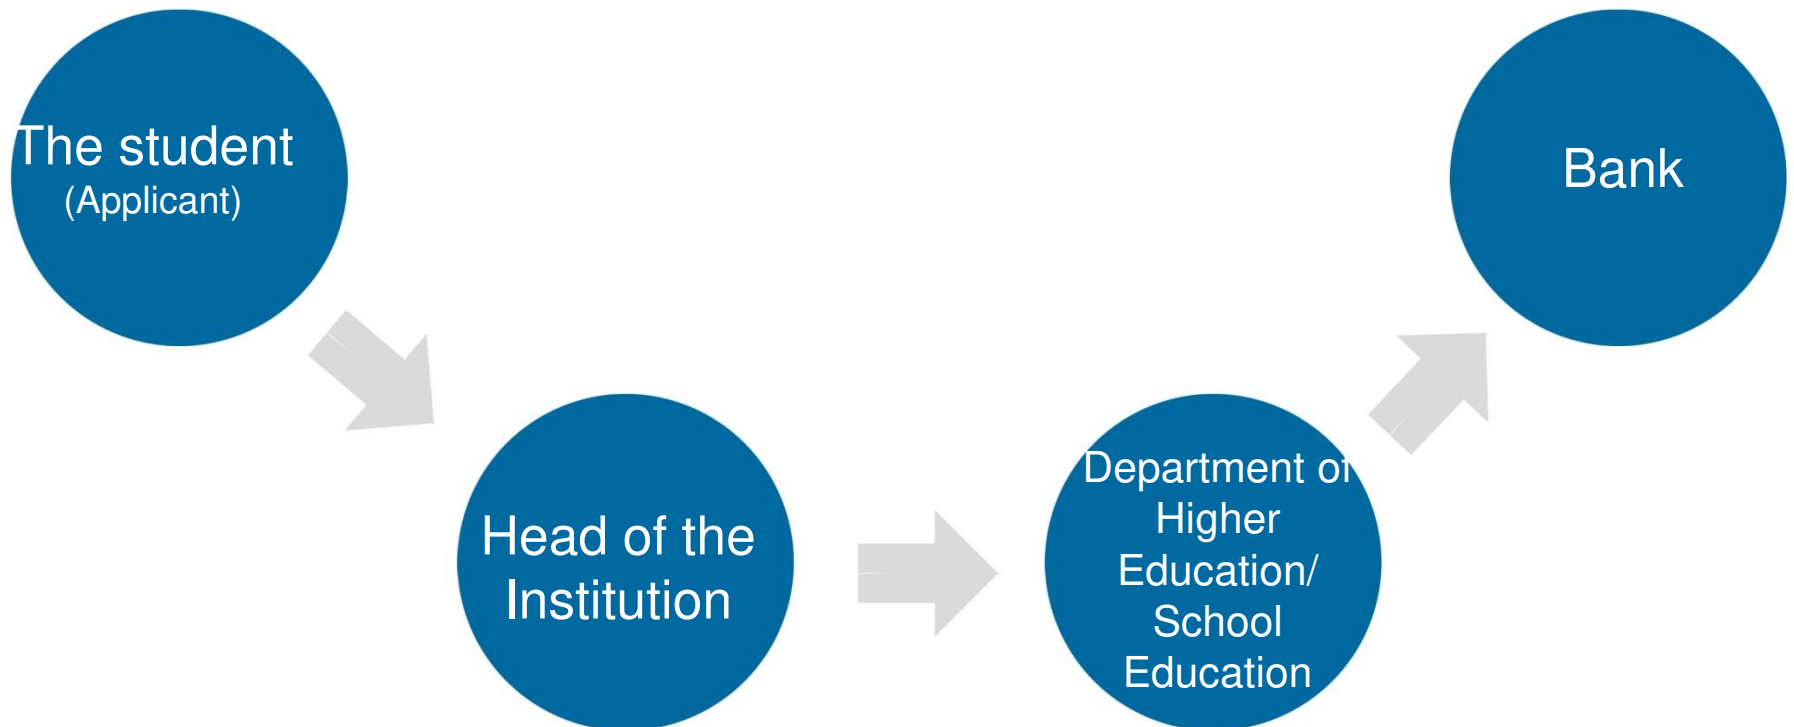 The student
(Applicant)
Head of the
Institution
Department of
Higher
Education/
School
Education
Bank